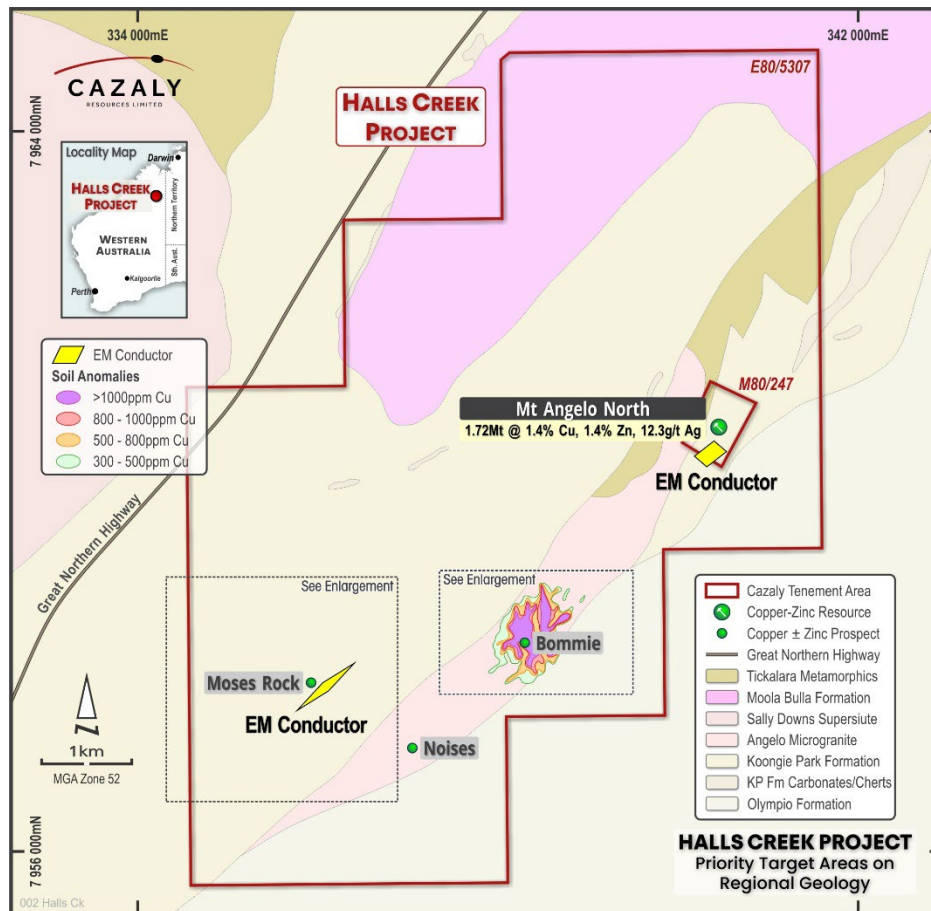 334 000mE
342 000mE
CAZALY
RESOURCES LIMITED
E80/5307
HALLS CREEK
PROJECT
7 964 000mN
Locality Map
Darwin
HALLS CREEK
PROJECT
Northern Territory
WESTERN
AUSTRALIA
Kalgoorlie
Sth. Aust.
Perth
EM Conductor
Soil Anomalies
>1000ppm Cu
800 - 1000ppm Cu
500 - 800ppm Cu
300 - 500ppm Cu
M80/247
Mt Angelo North
1.72Mt @ 1.4% Cu, 1.4% Zn, 12.3g/t Ag
EM Conductor
Great Northern Highway
See Enlargement
See Enlargement
Bommie
Moses Rock
EM Conductor
Noises
N
1km
MGA Zone 52
Cazaly Tenement Area
Copper-Zinc Resource
Copper ± Zinc Prospect
Great Northern Highway
Tickalara Metamorphics
Moola Bulla Formation
Sally Downs Supersiute
Angelo Microgranite
Koongie Park Formation
KP Fm Carbonates/Cherts
Olympio Formation
7 956 000mN
HALLS CREEK PROJECT
Priority Target Areas on
Regional Geology
002 Halls Ck